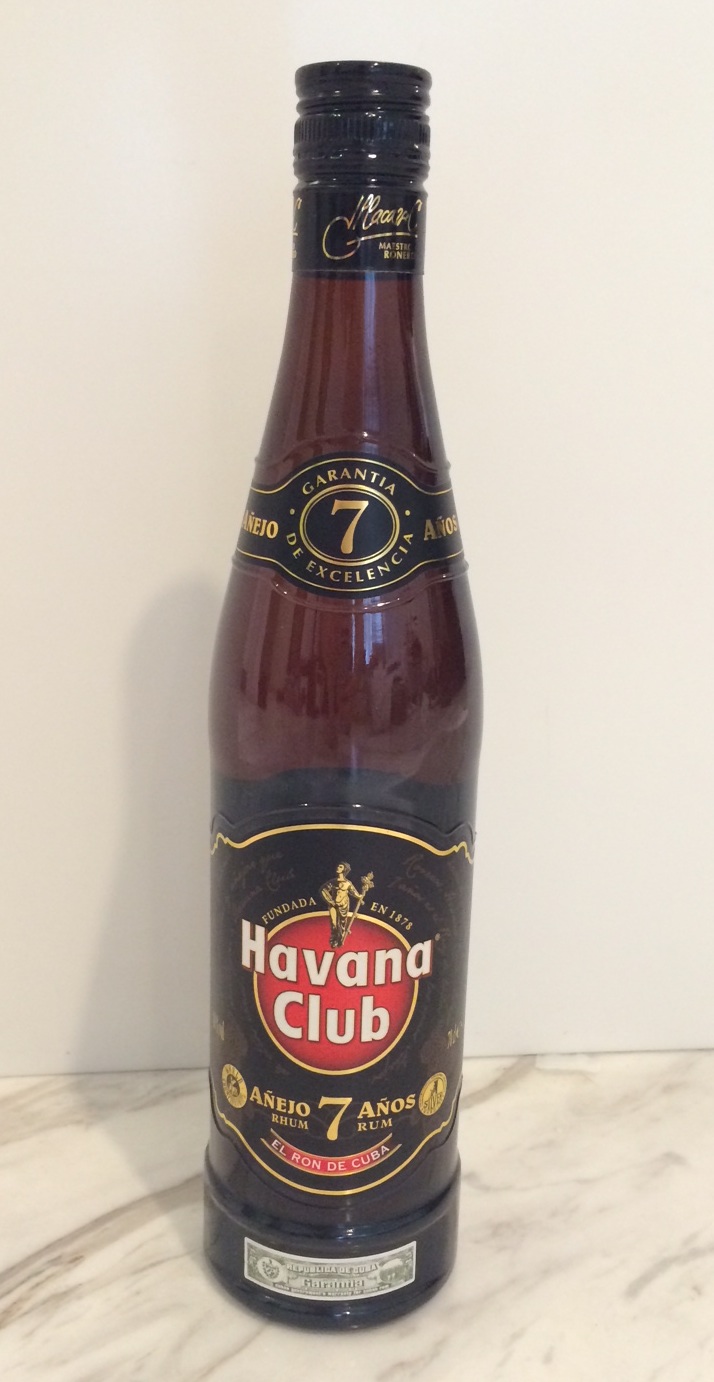 MAESTRO
RONERO
GARANTIA
AÑEJO 7 AÑOS
DE EXCELENCIA
FUNDADA EN 1878
Havana
Club
AÑEJO 7 AÑOS
RHUM RUM
EL RON DE CUBA
REPUBLICA DE CUBA
Garantia